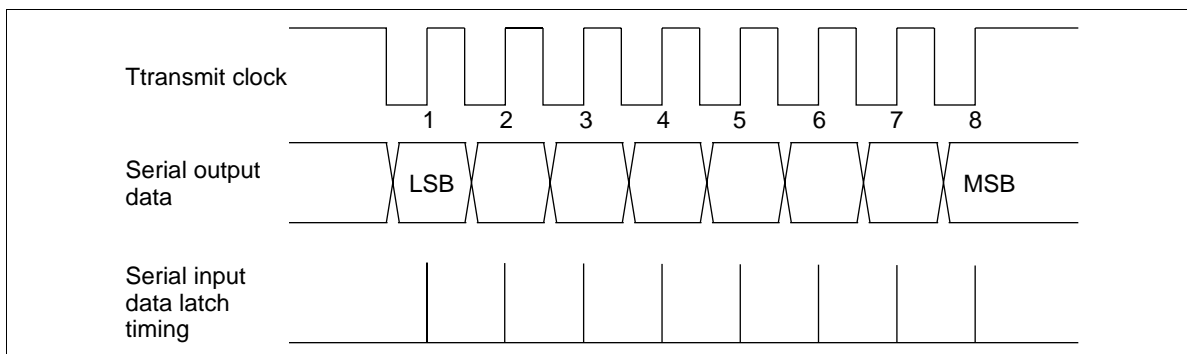 Ttransmit clock
1 2 3 4 5 6 7 8
Serial output
data
LSB MSB
Serial input
data latch
timing